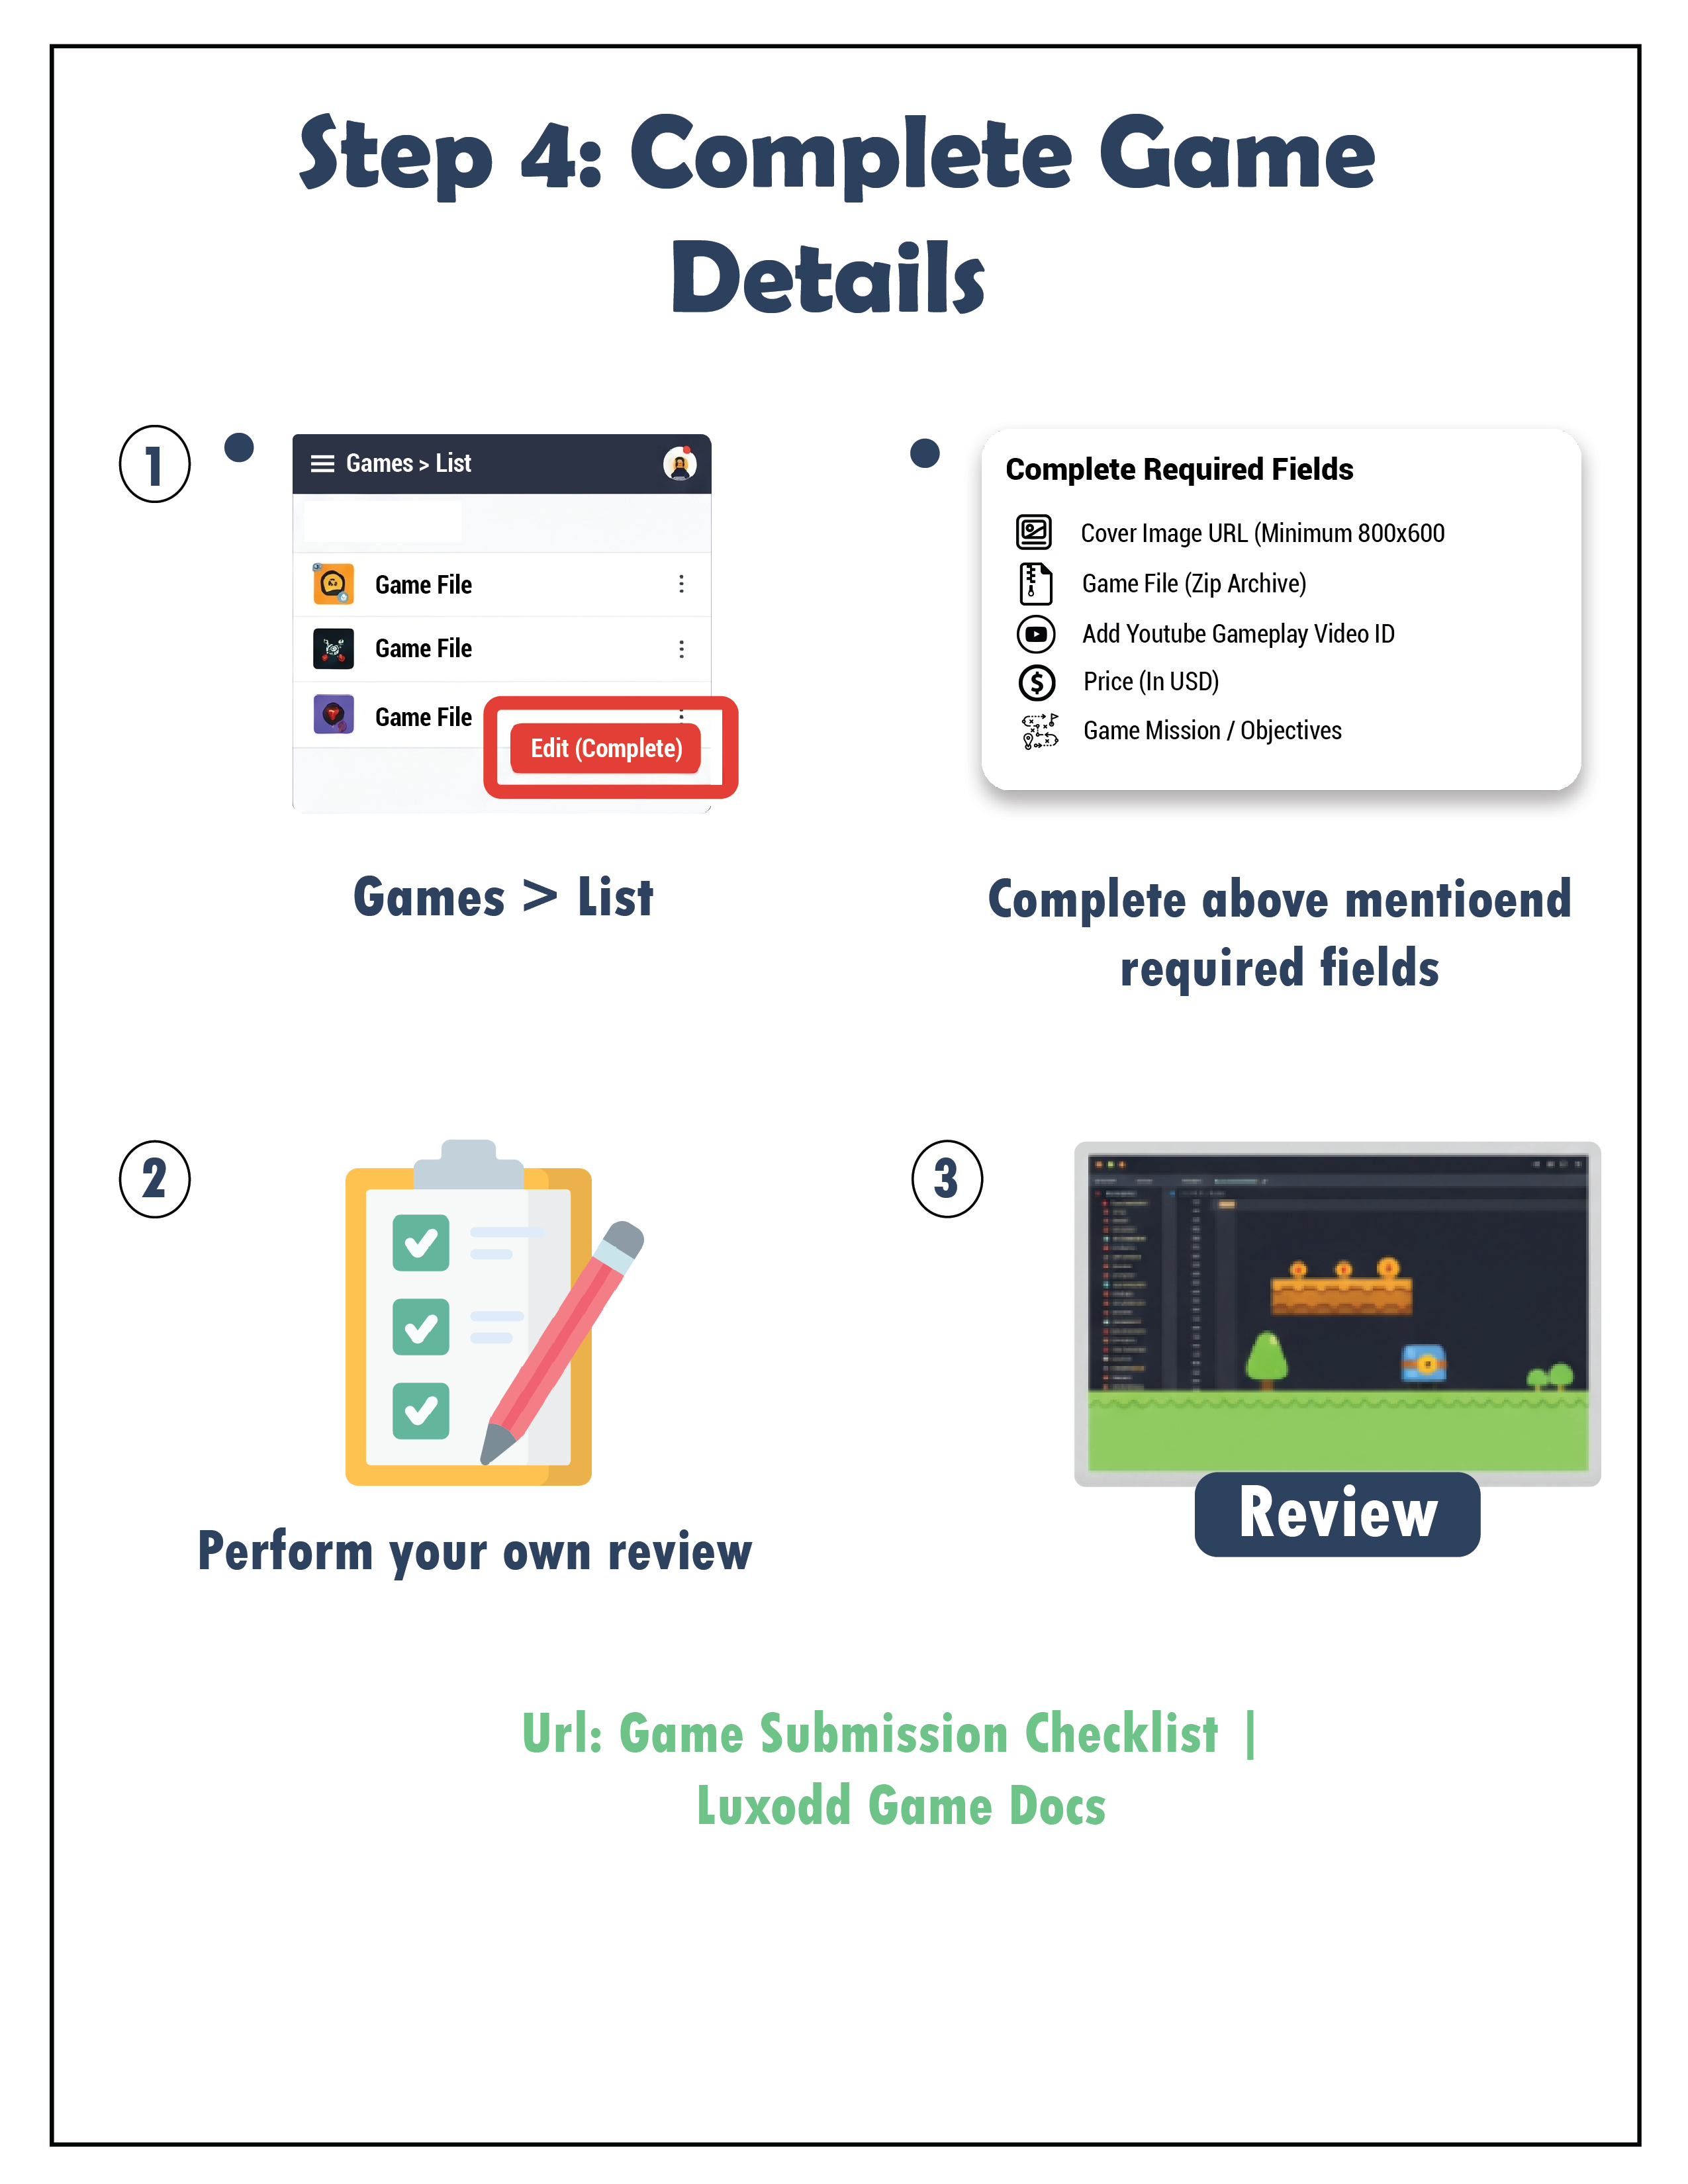 Step 4: Complete Game
Details
1
Games > List
Game File
Game File
Game File
Edit (Complete)
Games > List
Complete Required Fields
Cover Image URL (Minimum 800x600
Game File (Zip Archive)
Add Youtube Gameplay Video ID
Price (In USD)
Game Mission / Objectives
Complete above mentioend
required fields
2
Perform your own review
3
Review
Url: Game Submission Checklist |
Luxodd Game Docs